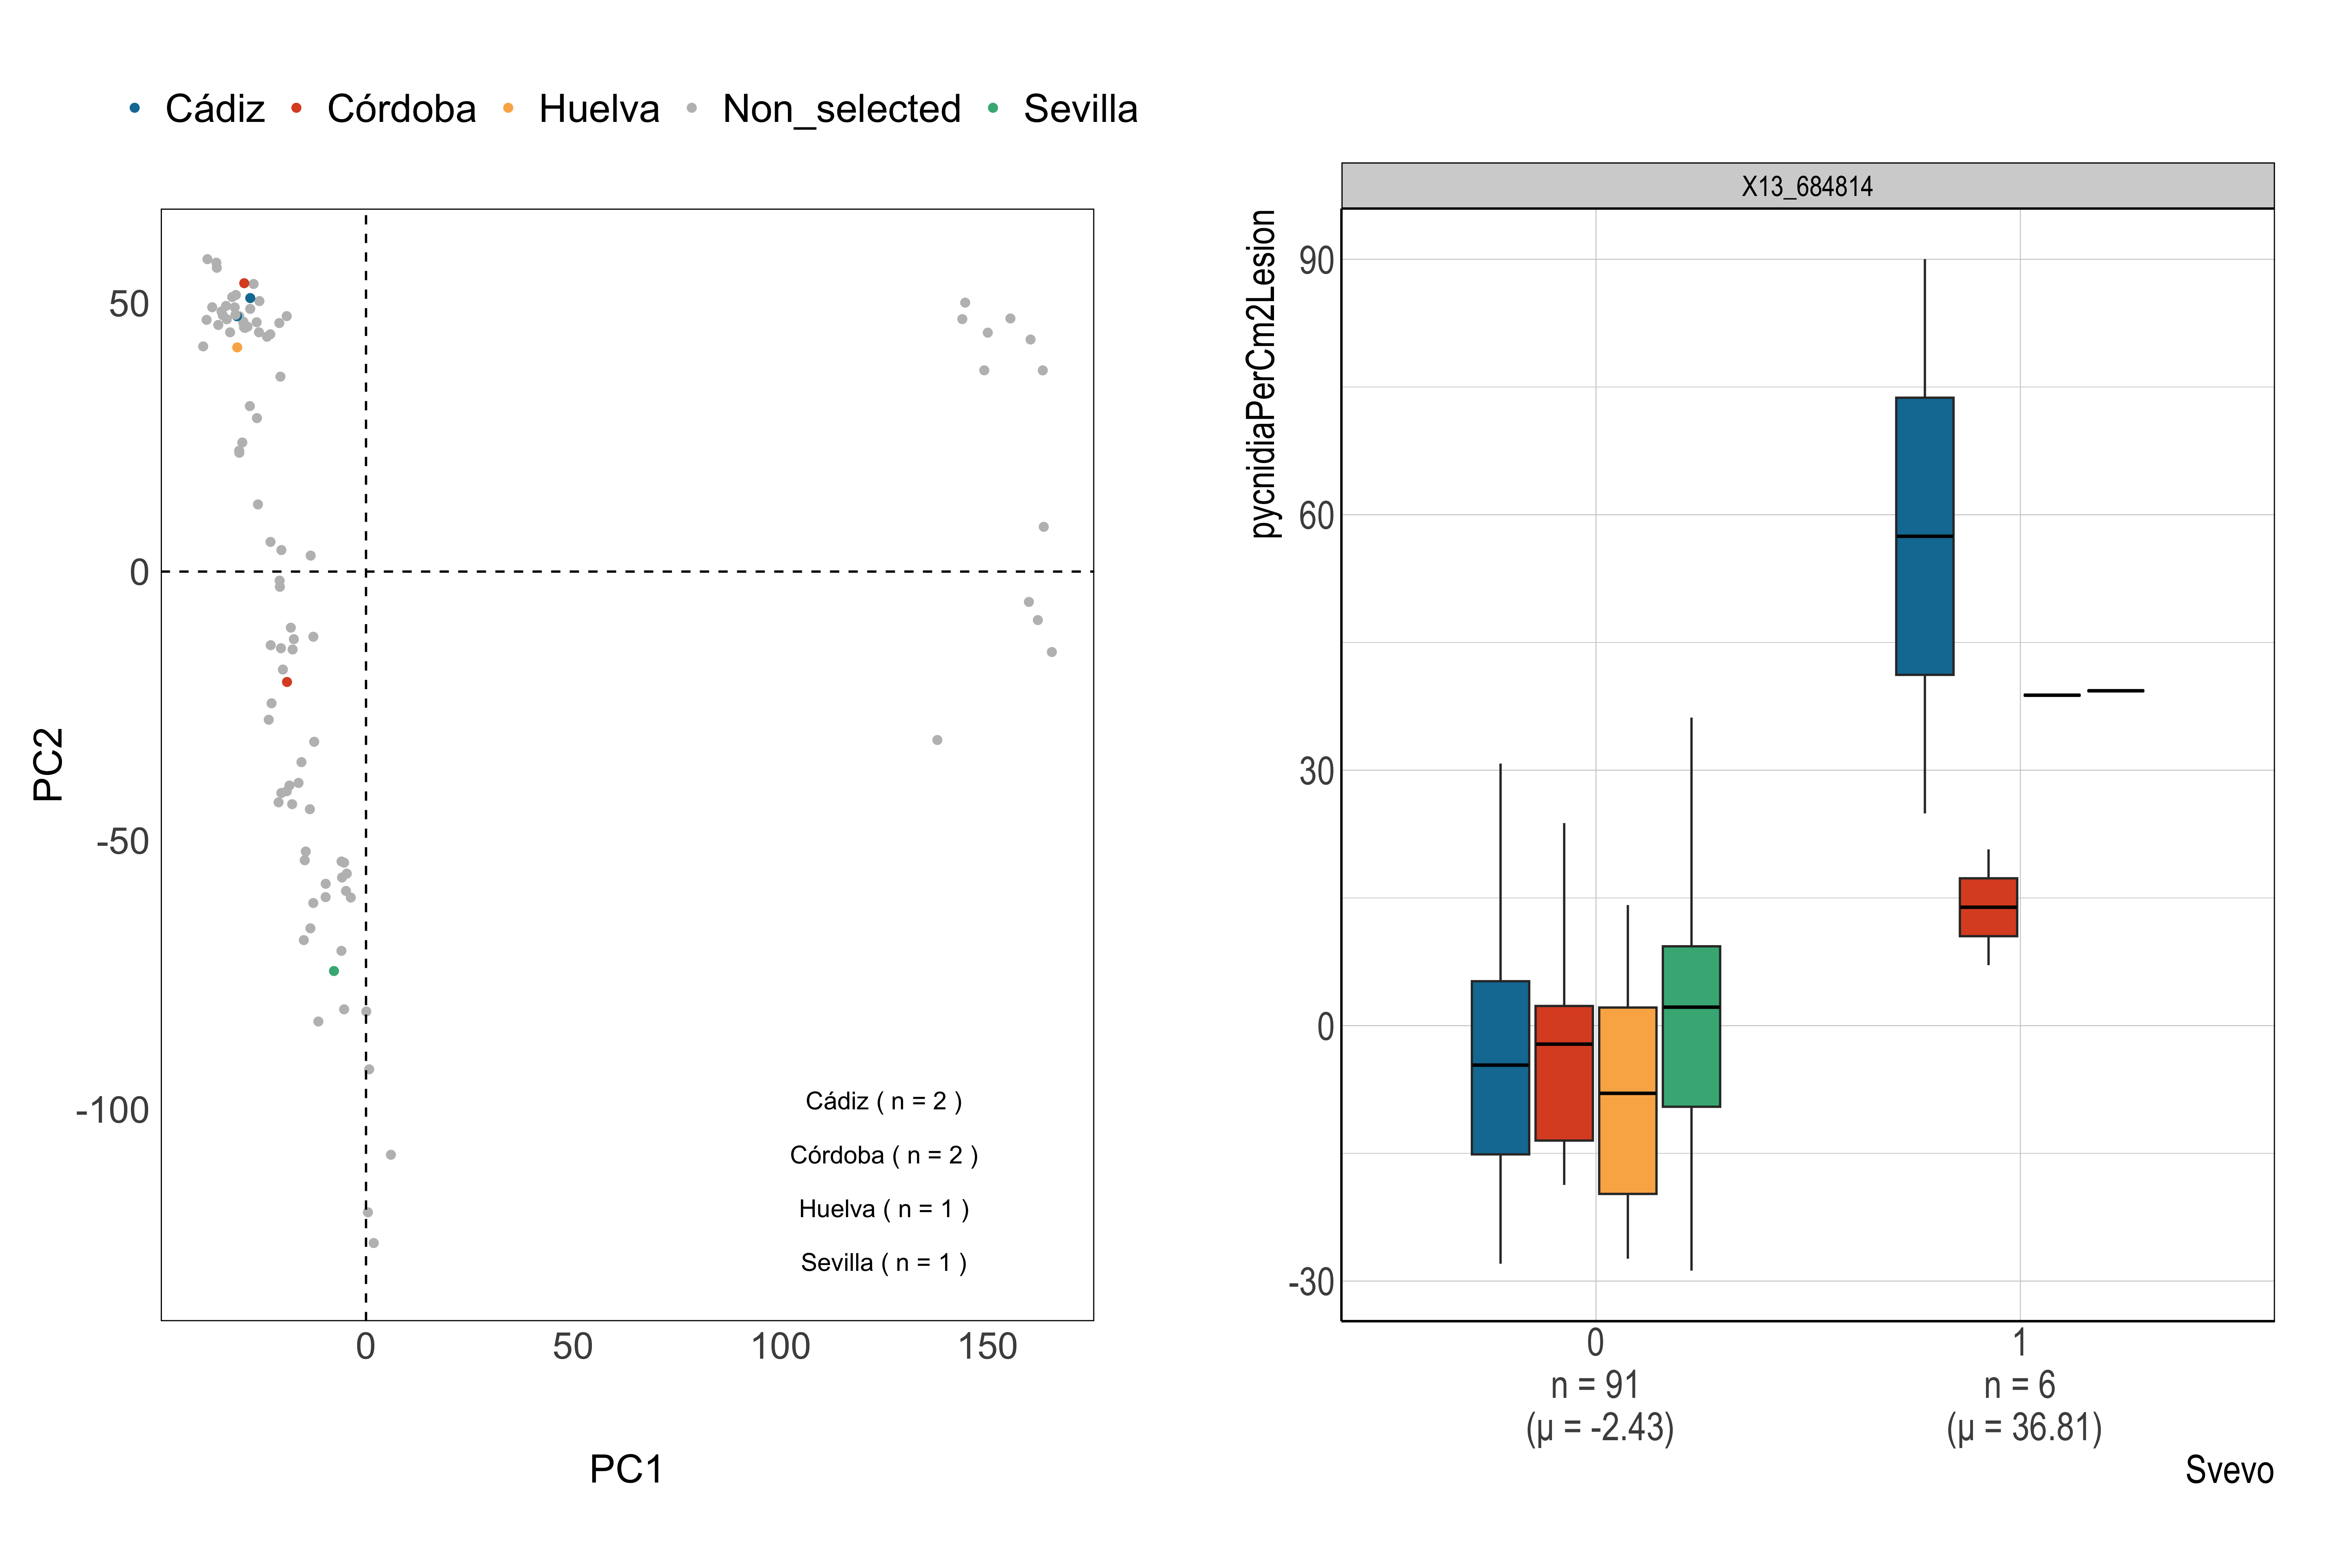 Cádiz Córdoba Huelva Non_selected Sevilla
PC2
50
0
-50
-100
Cádiz ( n = 2 )
Córdoba ( n = 2 )
Huelva ( n = 1 )
Sevilla ( n = 1 )
0 50 100 150
PC1
X13_684814
pycnidiaPerCm2Lesion
90
60
30
0
-30
0 1
n = 91 n = 6
(μ = -2.43) (μ = 36.81)
Svevo